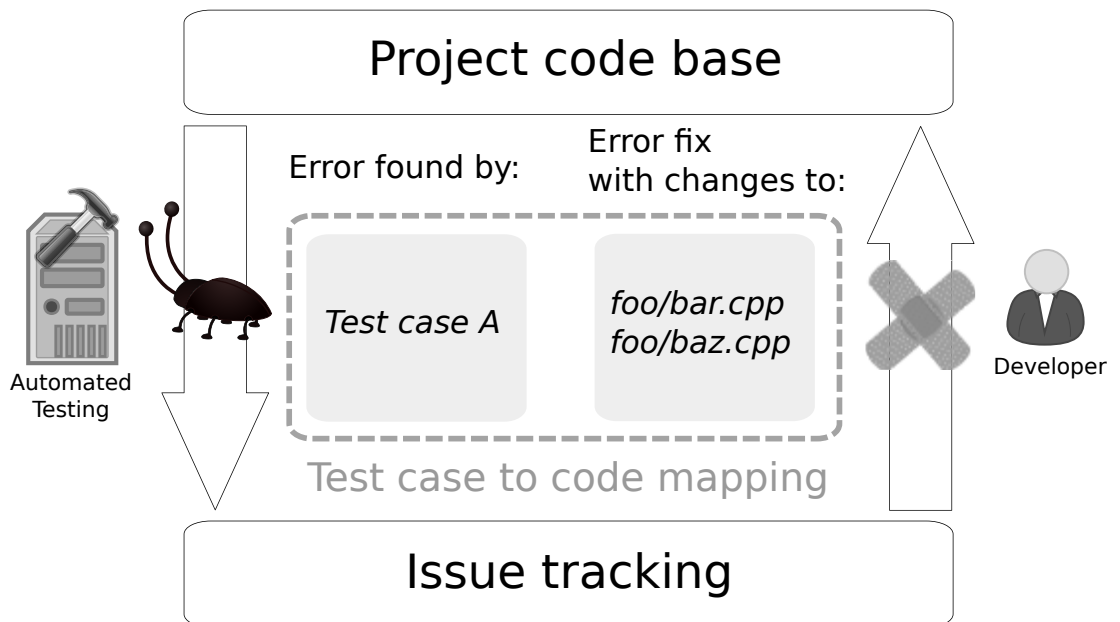 Project code base
Error found by:
Error fix
with changes to:
Test case A
foo/bar.cpp
foo/baz.cpp
Automated
Testing
Developer
Test case to code mapping
Issue tracking